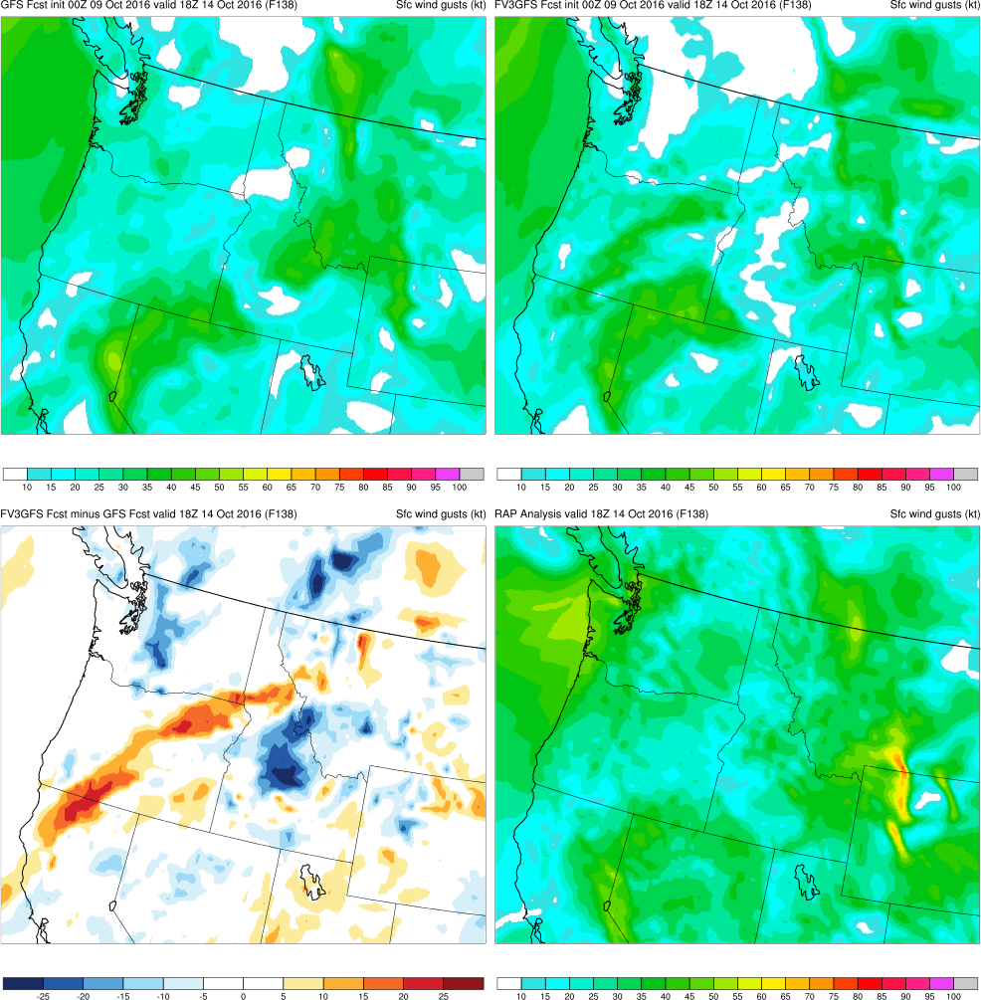 GFS Fcst init 00Z 09 Oct 2016 valid 18Z 14 Oct 2016 (F138) Sfc wind gusts (kt)
FV3GFS Fcst init 00Z 09 Oct 2016 valid 18Z 14 Oct 2016 (F138) Sfc wind gusts (kt)
10 15 20 25 30 35 40 45 50 55 60 65 70 75 80 85 90 95 100
10 15 20 25 30 35 40 45 50 55 60 65 70 75 80 85 90 95 100
FV3GFS Fcst minus GFS Fcst valid 18Z 14 Oct 2016 (F138) Sfc wind gusts (kt)
RAP Analysis valid 18Z 14 Oct 2016 (F138) Sfc wind gusts (kt)
-25 -20 -15 -10 -5 0 5 10 15 20 25
10 15 20 25 30 35 40 45 50 55 60 65 70 75 80 85 90 95 100